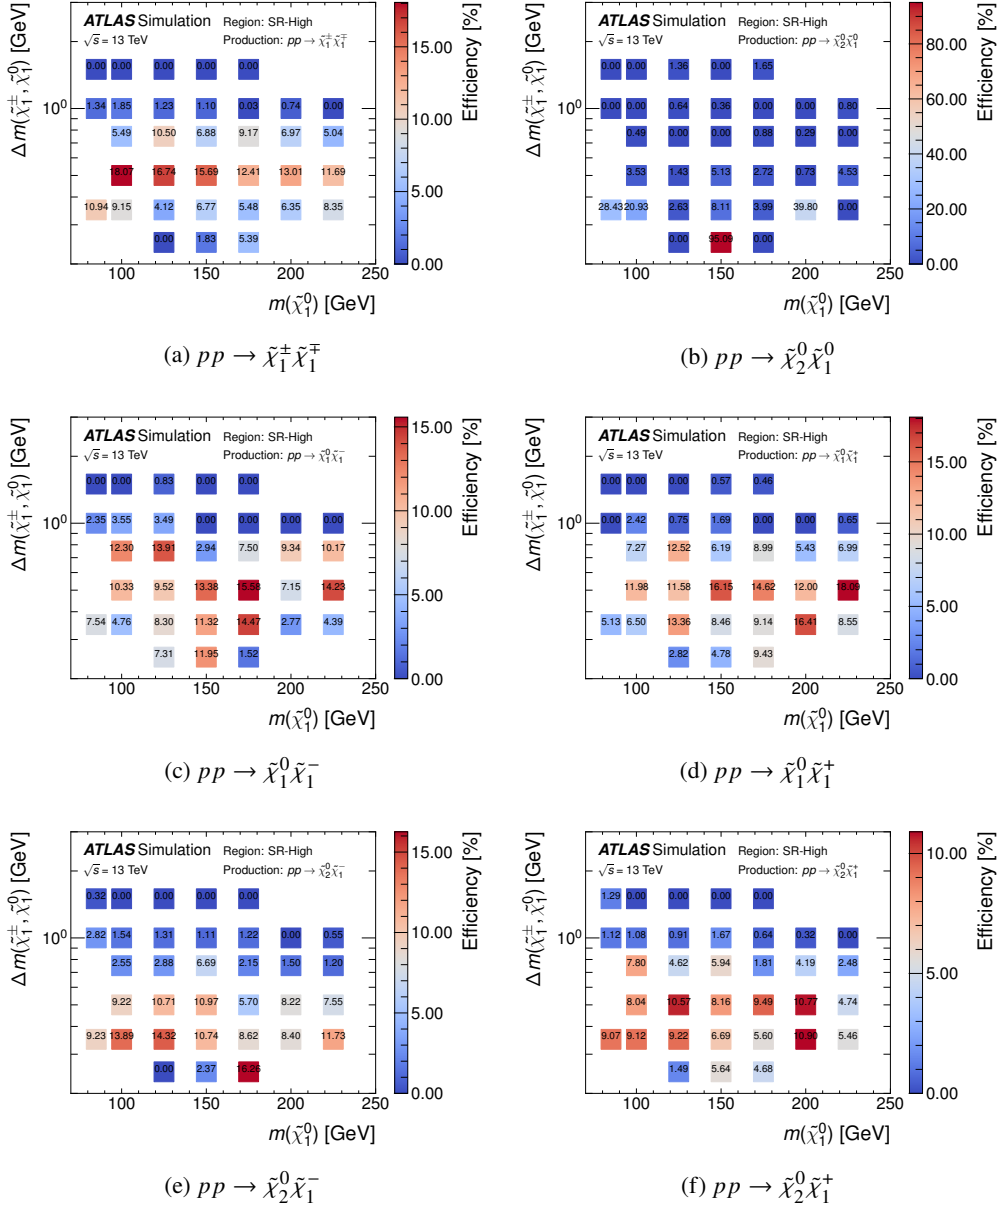 ATLAS Simulation Region: SR-High
√s = 13 TeV Production: pp → χ̃₁± χ̃₁∓
0.00 0.00 0.00 0.00 0.00
1.34 1.85 1.23 1.10 0.03 0.74 0.00
5.49 10.50 6.88 9.17 6.97 5.04
18.07 16.74 15.69 12.41 13.01 11.69
10.94 9.15 4.12 6.77 5.48 6.35 8.35
0.00 1.83 5.39
10⁰
Δm(χ̃₁±, χ̃₁⁰) [GeV]
100 150 200 250
m(χ̃₁⁰) [GeV]
15.00
10.00
5.00
0.00
Efficiency [%]
(a) pp → χ̃₁± χ̃₁∓
ATLAS Simulation Region: SR-High
√s = 13 TeV Production: pp → χ̃₂⁰ χ̃₁⁰
0.00 0.00 1.36 0.00 1.65
0.00 0.00 0.64 0.36 0.00 0.00 0.80
0.49 0.00 0.00 0.88 0.29 0.00
3.53 1.43 5.13 2.72 0.73 4.53
28.43 20.93 2.63 8.11 3.99 39.80 0.00
0.00 95.09 0.00
10⁰
Δm(χ̃₁±, χ̃₁⁰) [GeV]
100 150 200 250
m(χ̃₁⁰) [GeV]
80.00
60.00
40.00
20.00
0.00
Efficiency [%]
(b) pp → χ̃₂⁰ χ̃₁⁰
ATLAS Simulation Region: SR-High
√s = 13 TeV Production: pp → χ̃₁⁰ χ̃₁⁻
0.00 0.00 0.83 0.00 0.00
2.35 3.55 3.49 0.00 0.00 0.00 0.00
12.30 13.91 2.94 7.50 9.34 10.17
10.33 9.52 13.38 15.58 7.15 14.23
7.54 4.76 8.30 11.32 14.47 2.77 4.39
7.31 11.95 1.52
10⁰
Δm(χ̃₁±, χ̃₁⁰) [GeV]
100 150 200 250
m(χ̃₁⁰) [GeV]
15.00
10.00
5.00
0.00
Efficiency [%]
(c) pp → χ̃₁⁰ χ̃₁⁻
ATLAS Simulation Region: SR-High
√s = 13 TeV Production: pp → χ̃₁⁰ χ̃₁⁺
0.00 0.00 0.00 0.57 0.46
0.00 2.42 0.75 1.69 0.00 0.00 0.65
7.27 12.52 6.19 8.99 5.43 6.99
11.98 11.58 16.15 14.62 12.00 18.09
5.13 6.50 13.36 8.46 9.14 16.41 8.55
2.82 4.78 9.43
10⁰
Δm(χ̃₁±, χ̃₁⁰) [GeV]
100 150 200 250
m(χ̃₁⁰) [GeV]
15.00
10.00
5.00
0.00
Efficiency [%]
(d) pp → χ̃₁⁰ χ̃₁⁺
ATLAS Simulation Region: SR-High
√s = 13 TeV Production: pp → χ̃₂⁰ χ̃₁⁻
0.32 0.00 0.00 0.00 0.00
2.82 1.54 1.31 1.11 1.22 0.00 0.55
2.55 2.88 6.69 2.15 1.50 1.20
9.22 10.71 10.97 5.70 8.22 7.55
9.23 13.89 14.32 10.74 8.62 8.40 11.73
0.00 2.37 16.26
10⁰
Δm(χ̃₁±, χ̃₁⁰) [GeV]
100 150 200 250
m(χ̃₁⁰) [GeV]
15.00
10.00
5.00
0.00
Efficiency [%]
(e) pp → χ̃₂⁰ χ̃₁⁻
ATLAS Simulation Region: SR-High
√s = 13 TeV Production: pp → χ̃₂⁰ χ̃₁⁺
1.29 0.00 0.00 0.00 0.00
1.12 1.08 0.91 1.67 0.64 0.32 0.00
7.80 4.62 5.94 1.81 4.19 2.48
8.04 10.57 8.16 9.49 10.77 4.74
9.07 9.12 9.22 6.69 5.60 10.90 5.46
1.49 5.64 4.68
10⁰
Δm(χ̃₁±, χ̃₁⁰) [GeV]
100 150 200 250
m(χ̃₁⁰) [GeV]
10.00
5.00
0.00
Efficiency [%]
(f) pp → χ̃₂⁰ χ̃₁⁺